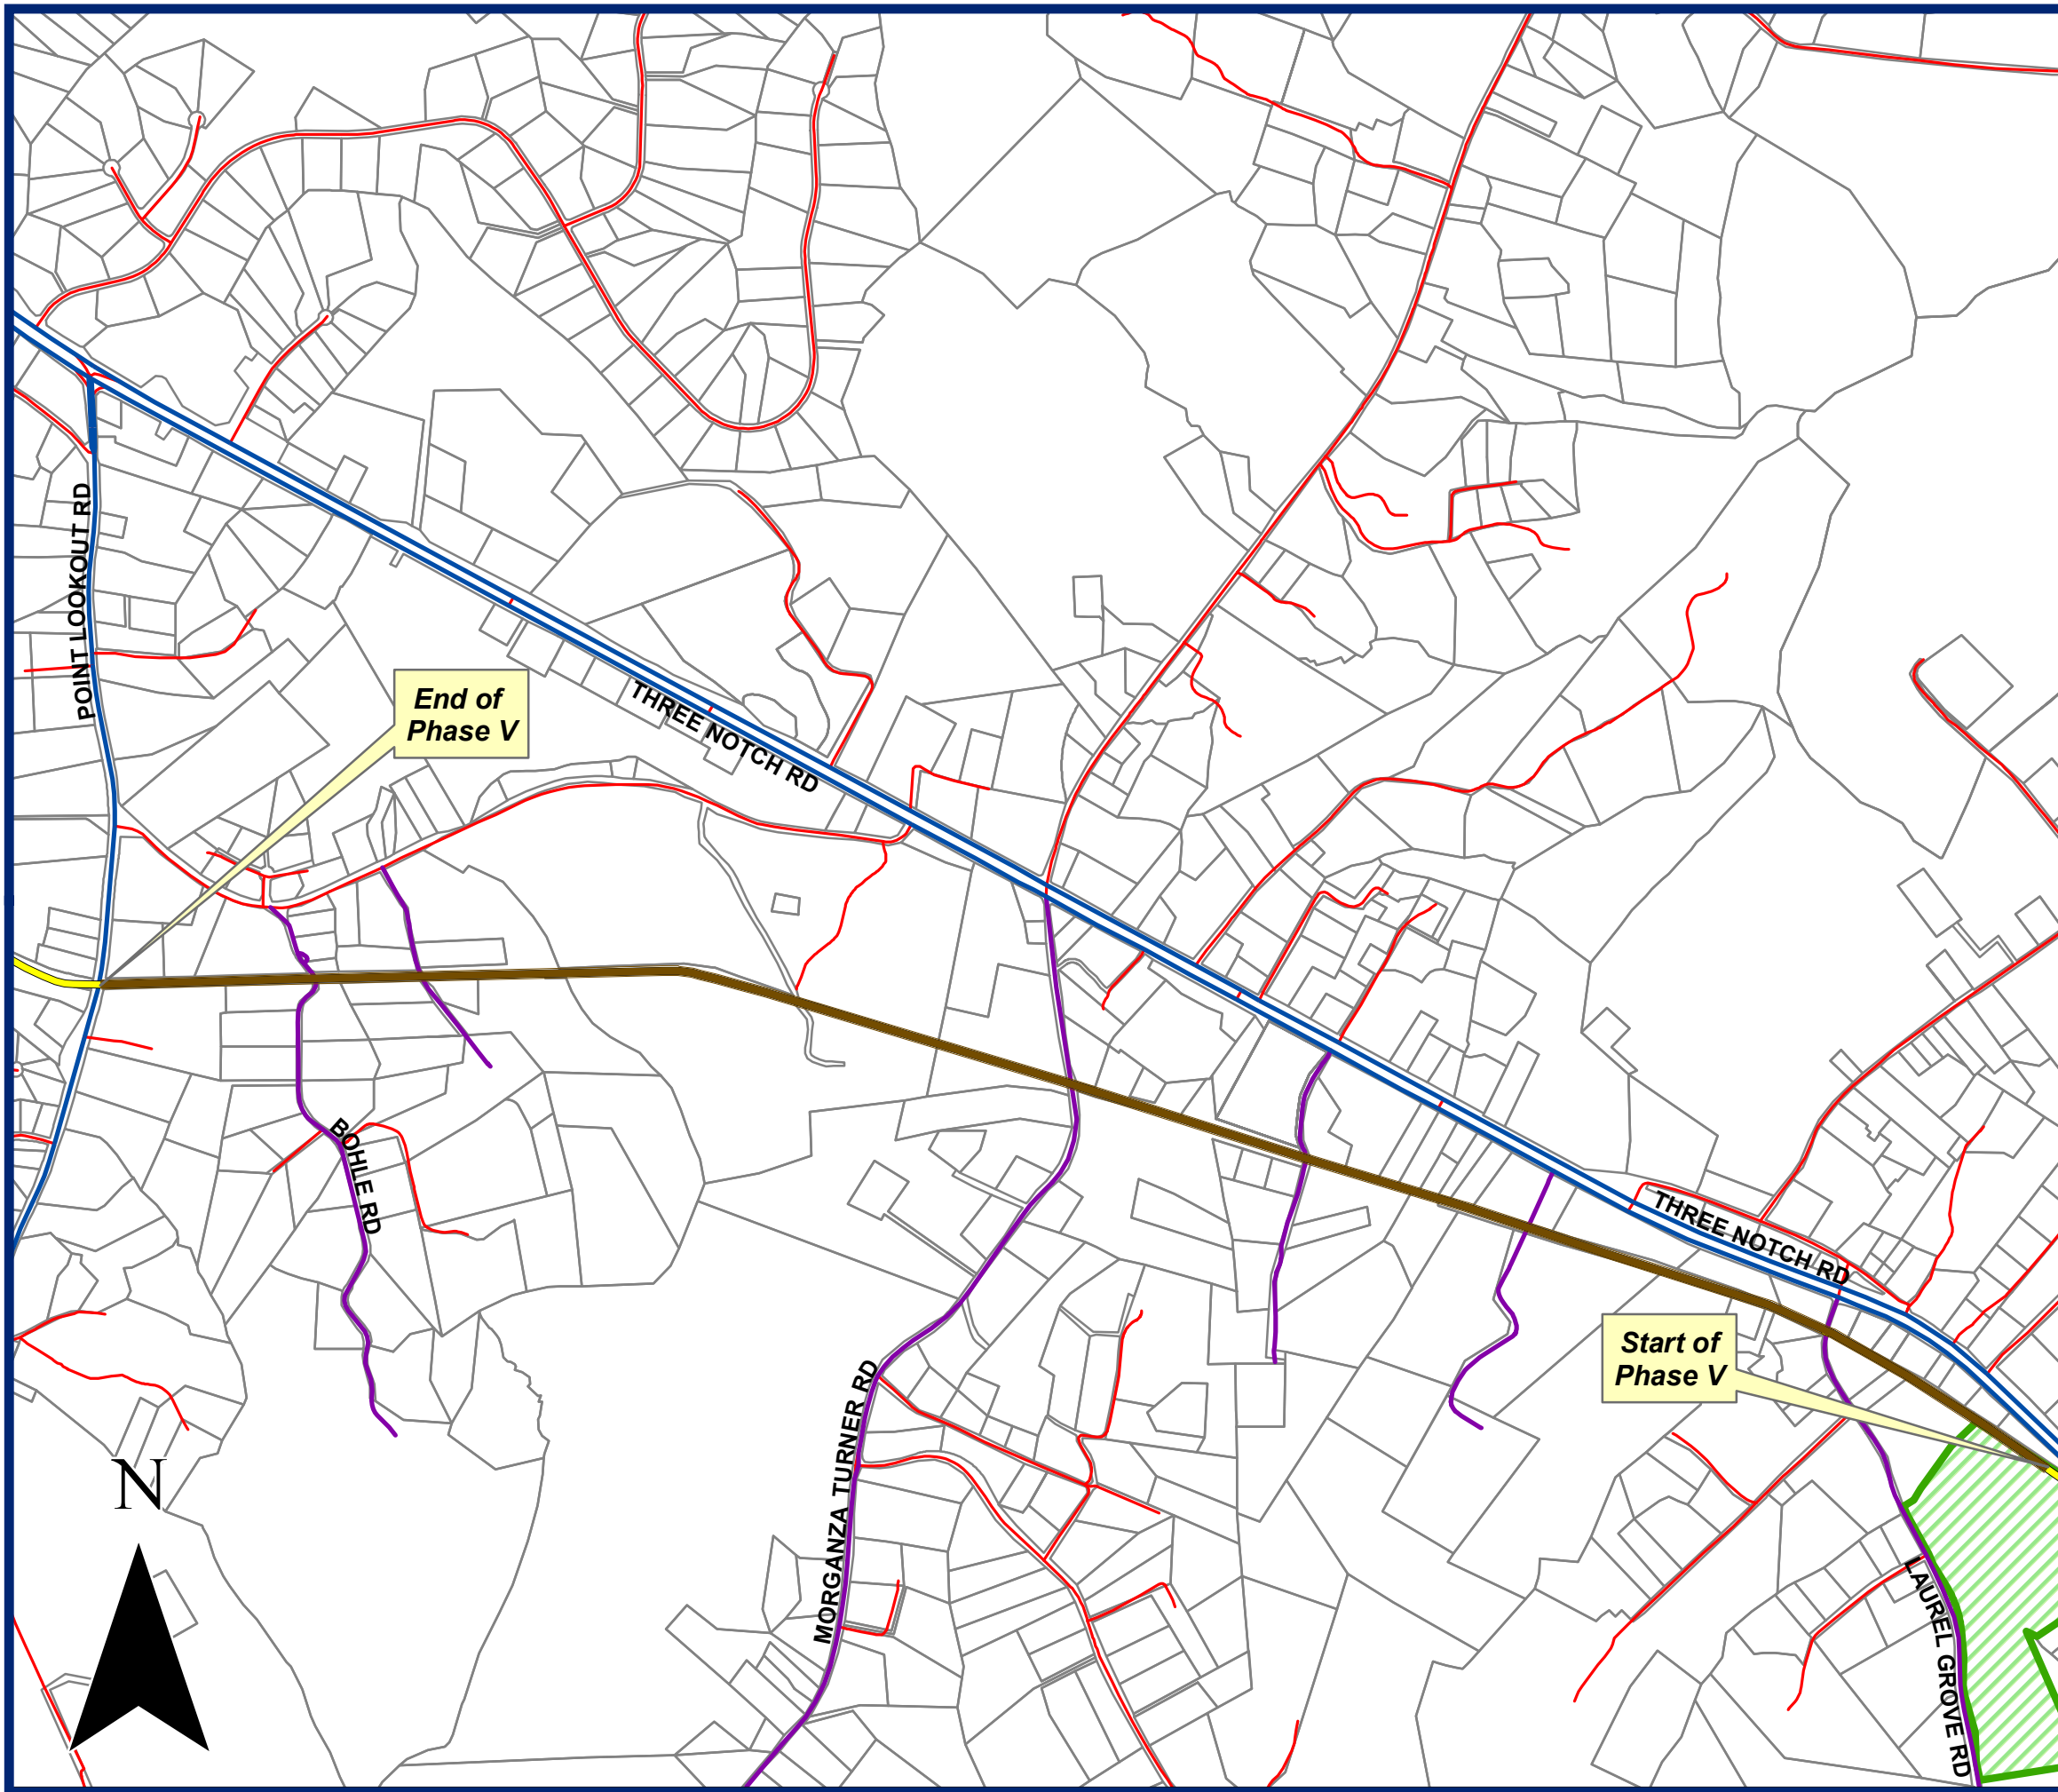 POINT LOOKOUT RD
End of
Phase V
THREE NOTCH RD
BOHLE RD
THREE NOTCH RD
Start of
Phase V
MORGANZA TURNER RD
N
LAUREL GROVE RD